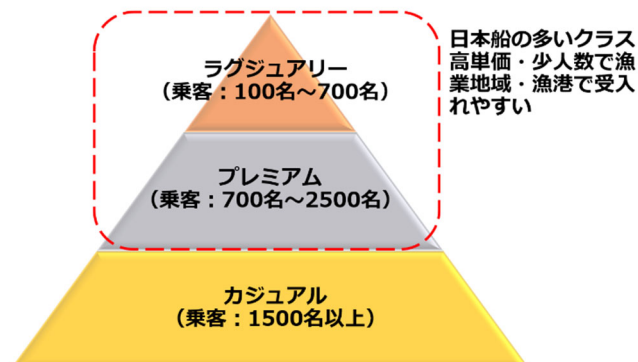 ラグジュアリー
（乗客：100名～700名）
日本船の多いクラス
高単価・少人数で漁
業地域・漁港で受入
れやすい
プレミアム
（乗客：700名～2500名）
カジュアル
（乗客：1500名以上）